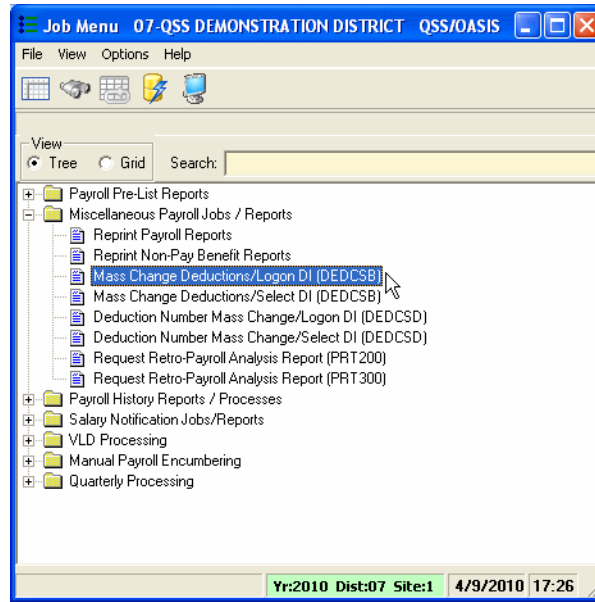 Job Menu 07-QSS DEMONSTRATION DISTRICT QSS/OASIS
File View Options Help
View
Tree Grid Search:
Payroll Pre-List Reports
Miscellaneous Payroll Jobs / Reports
Reprint Payroll Reports
Reprint Non-Pay Benefit Reports
Mass Change Deductions/Logon DI (DEDCSB)
Mass Change Deductions/Select DI (DEDCSB)
Deduction Number Mass Change/Logon DI (DEDCSD)
Deduction Number Mass Change/Select DI (DEDCSD)
Request Retro-Payroll Analysis Report (PRT200)
Request Retro-Payroll Analysis Report (PRT300)
Payroll History Reports / Processes
Salary Notification Jobs/Reports
VLD Processing
Manual Payroll Encumbering
Quarterly Processing
Yr:2010 Dist:07 Site:1 4/9/2010 17:26